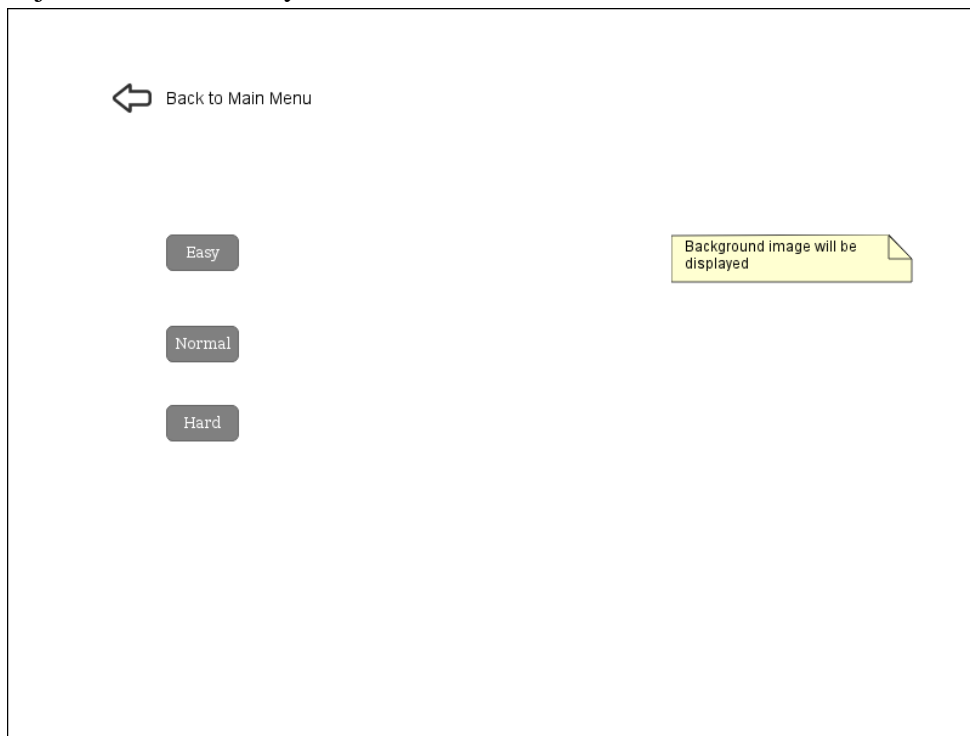 Back to Main Menu
Easy
Background image will be
displayed
Normal
Hard